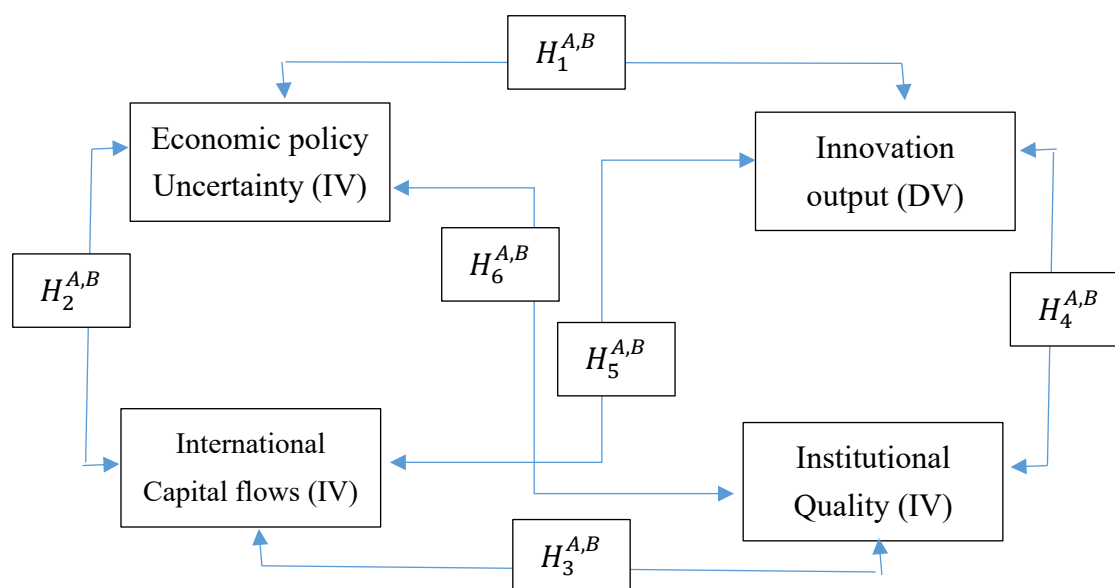 H_1^{A,B}
Economic policy
Uncertainty (IV)
Innovation
output (DV)
H_2^{A,B}
H_6^{A,B}
H_5^{A,B}
H_4^{A,B}
International
Capital flows (IV)
Institutional
Quality (IV)
H_3^{A,B}